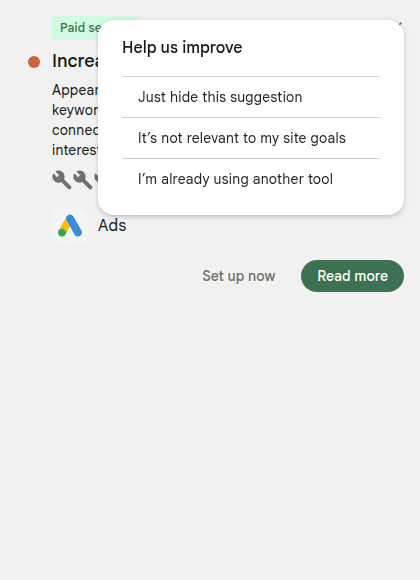 Paid se
Help us improve
Just hide this suggestion
It’s not relevant to my site goals
I’m already using another tool
Ads
Set up now
Read more